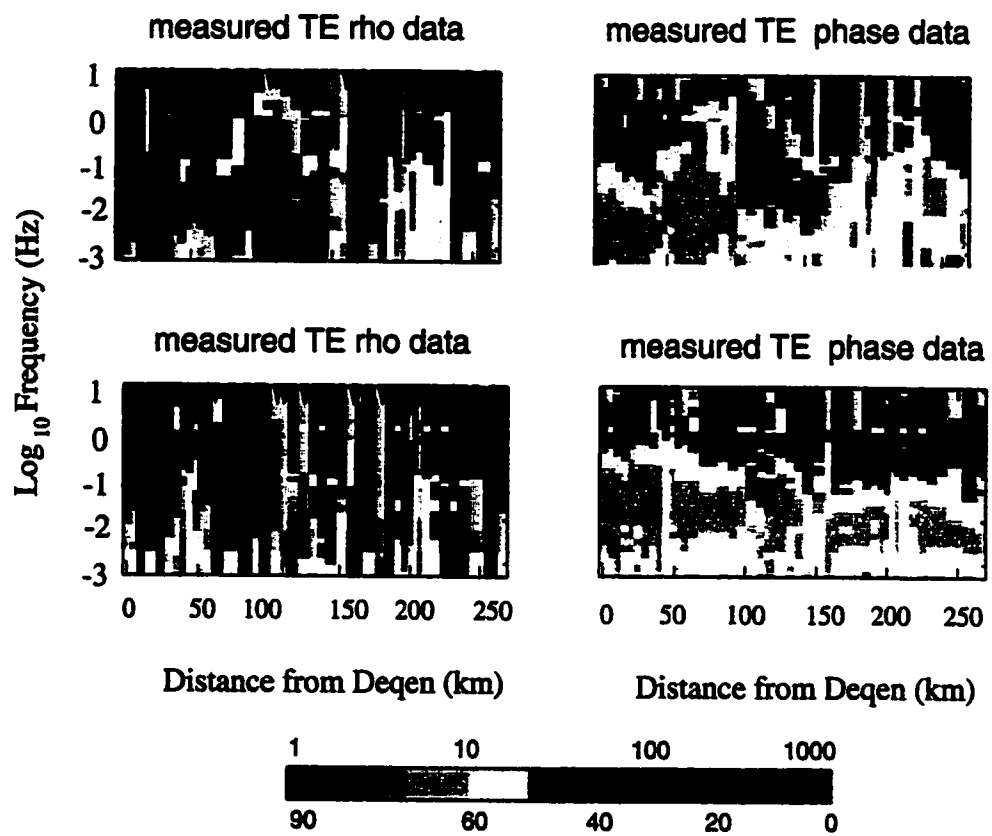 measured TE rho data
measured TE phase data
1
0
-1
-2
-3
measured TE rho data
measured TE phase data
1
0
-1
-2
-3
Log 10 Frequency (Hz)
0 50 100 150 200 250
0 50 100 150 200 250
Distance from Deqen (km)
Distance from Deqen (km)
1 10 100 1000
90 60 40 20 0